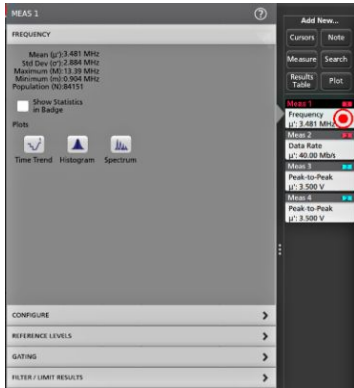 MEAS 1
?
FREQUENCY
Mean (µ'):3.481 MHz
Std Dev (σ'):2.884 MHz
Maximum (M):13.39 MHz
Minimum (m):0.904 MHz
Population (N):84151
Show Statistics
in Badge
Plots
Time Trend Histogram Spectrum
CONFIGURE
REFERENCE LEVELS
GATING
FILTER / LIMIT RESULTS
Add New...
Cursors Note
Measure Search
Results
Table
Plot
Meas 1
Frequency
µ': 3.481 MHz
Meas 2
Data Rate
µ': 40.00 Mb/s
Meas 3
Peak-to-Peak
µ': 3.500 V
Meas 4
Peak-to-Peak
µ': 3.500 V